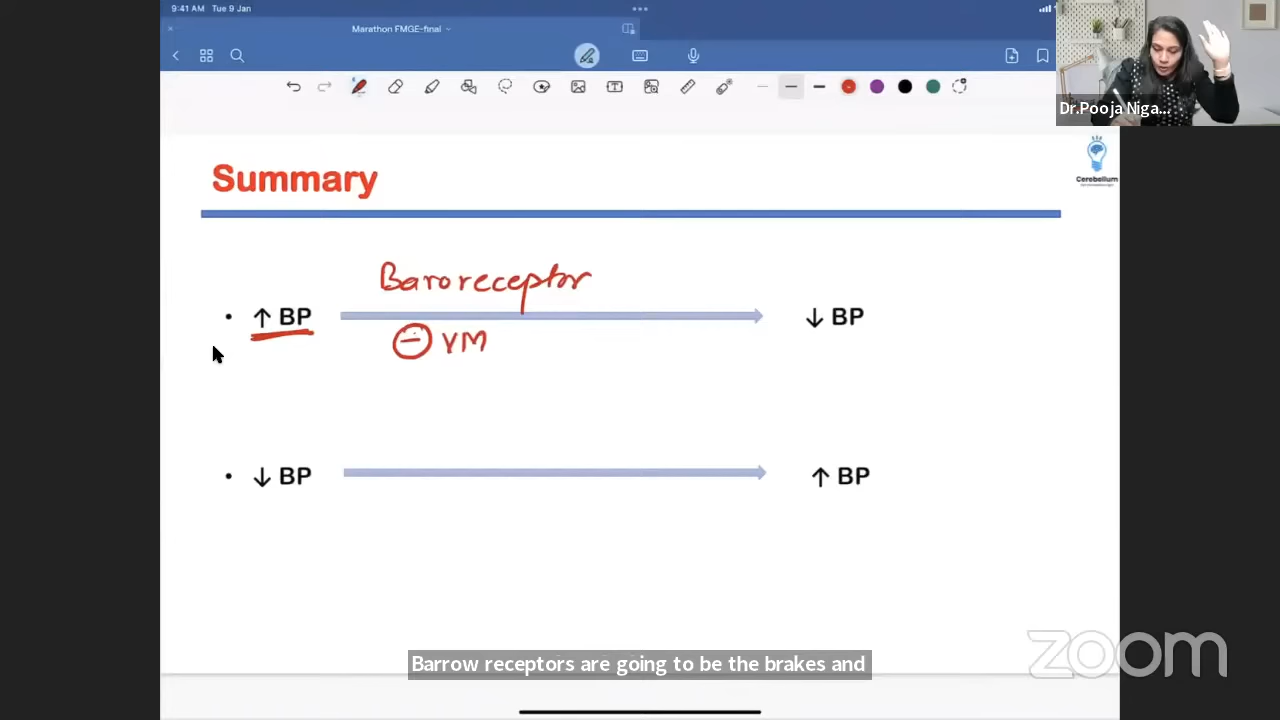 9:41 AM Tue 9 Jan
Marathon FMGE-final
Dr.Pooja Niga...
Cerebellum
Summary
Baroreceptor
• ↑ BP
↓ BP
⊖ VM
• ↓ BP
↑ BP
Barrow receptors are going to be the brakes and
zoom